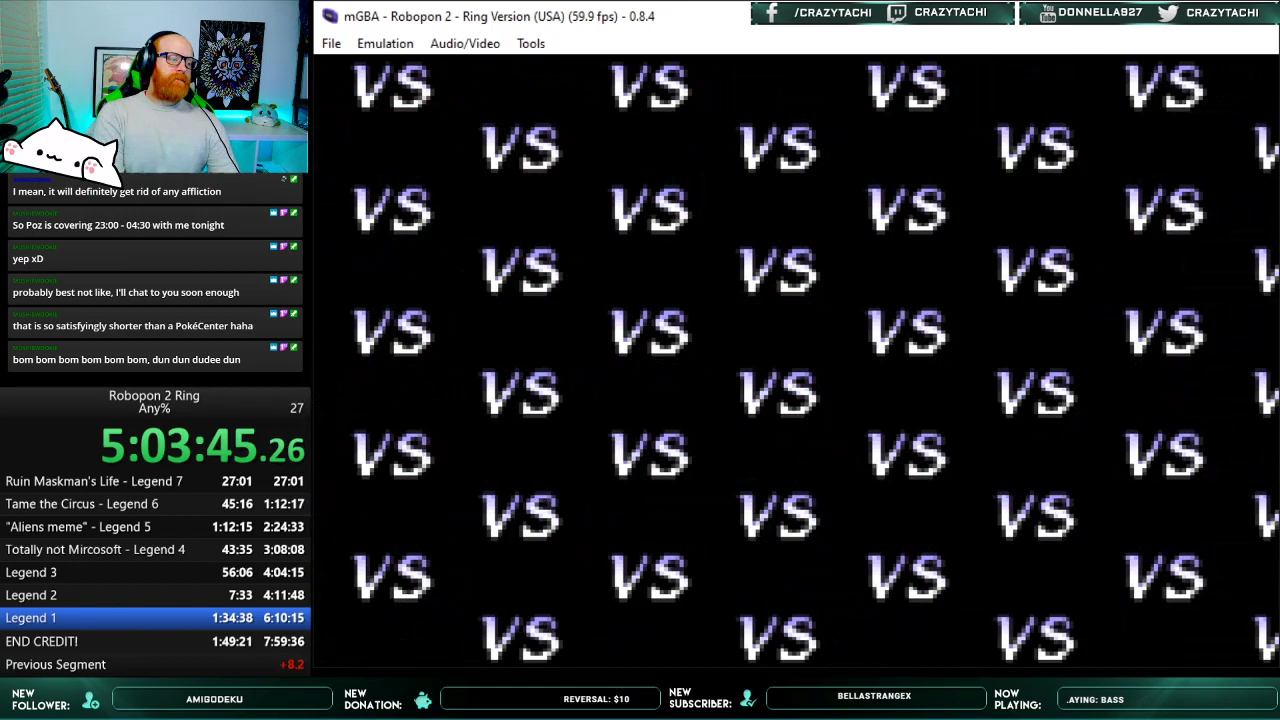 mGBA - Robopon 2 - Ring Version (USA) (59.9 fps) - 0.8.4
/CRAZYTACHI
CRAZYTACHI
You Tube
DONNELLA927
CRAZYTACHI
File Emulation Audio/Video Tools
I mean, it will definitely get rid of any affliction
MUSHIEWOOKIE
So Poz is covering 23:00 - 04:30 with me tonight
MUSHIEWOOKIE
yep xD
MUSHIEWOOKIE
probably best not like, I'll chat to you soon enough
MUSHIEWOOKIE
that is so satisfyingly shorter than a PokéCenter haha
MUSHIEWOOKIE
bom bom bom bom bom bom, dun dun dudee dun
Robopon 2 Ring
Any% 27
5:03:45.26
Ruin Maskman's Life - Legend 7 27:01 27:01
Tame the Circus - Legend 6 45:16 1:12:17
"Aliens meme" - Legend 5 1:12:15 2:24:33
Totally not Mircosoft - Legend 4 43:35 3:08:08
Legend 3 56:06 4:04:15
Legend 2 7:33 4:11:48
Legend 1 1:34:38 6:10:15
END CREDIT! 1:49:21 7:59:36
Previous Segment +8.2
VS VS VS VS
VS VS VS
VS VS VS VS
VS VS VS
VS VS VS VS
VS VS VS
VS VS VS VS
VS VS VS
VS VS VS VS
VS VS VS
NEW FOLLOWER: AMIGODEKU
NEW DONATION: REVERSAL: $10
NEW SUBSCRIBER: BELLASTRANGEX
NOW PLAYING: .AYING: BASS